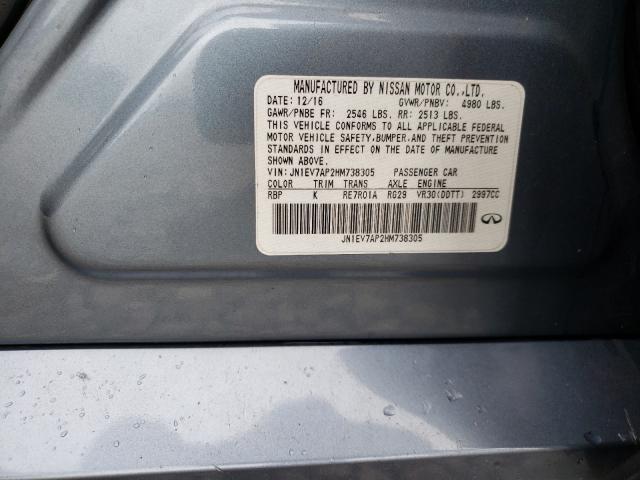 MANUFACTURED BY NISSAN MOTOR CO.,LTD.
DATE: 12/16 GVWR/PNBV: 4980 LBS.
GAWR/PNBE FR: 2546 LBS. RR: 2513 LBS.
THIS VEHICLE CONFORMS TO ALL APPLICABLE FEDERAL
MOTOR VEHICLE SAFETY,BUMPER,AND THEFT PREVENTION
STANDARDS IN EFFECT ON THE DATE OF MANUFACTURE
SHOWN ABOVE.
VIN: JN1EV7AP2HM738305 PASSENGER CAR
COLOR TRIM TRANS AXLE ENGINE
RBP K RE7R01A RG29 VR30(DDTT) 2997CC
JN1EV7AP2HM738305